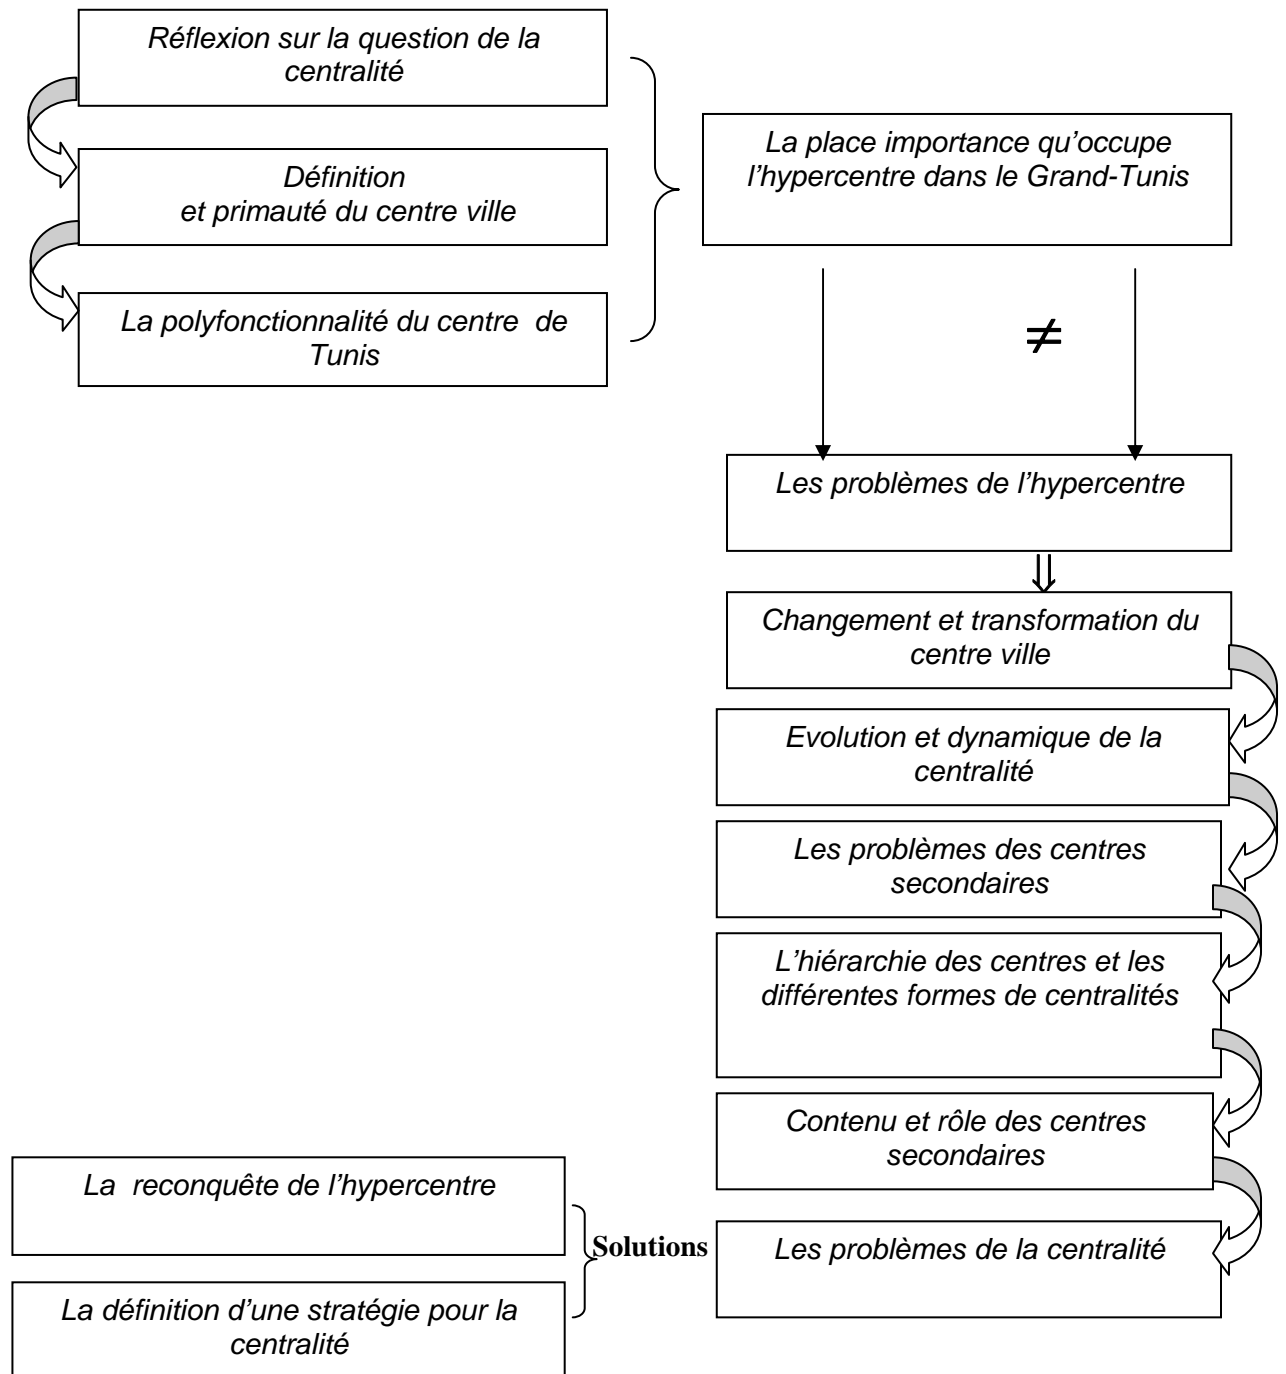 Réflexion sur la question de la
centralité
Définition
et primauté du centre ville
La polyfonctionnalité du centre de
Tunis
La place importance qu'occupe
l'hypercentre dans le Grand-Tunis
≠
Les problèmes de l'hypercentre
⇓
Changement et transformation du
centre ville
Evolution et dynamique de la
centralité
Les problèmes des centres
secondaires
L'hiérarchie des centres et les
différentes formes de centralités
Contenu et rôle des centres
secondaires
Les problèmes de la centralité
Solutions
La reconquête de l'hypercentre
La définition d'une stratégie pour la
centralité